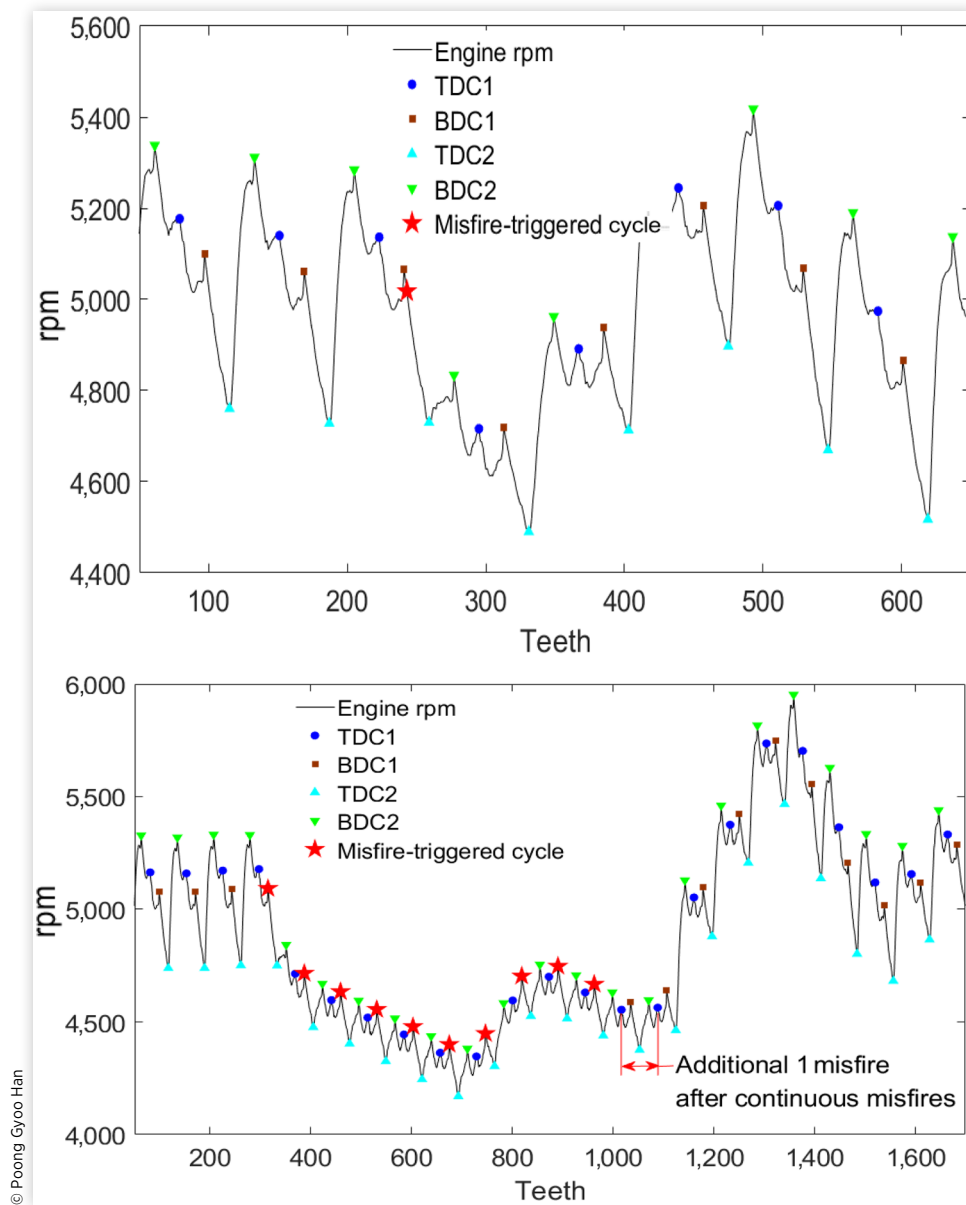 5,600
5,400
5,200
5,000
4,800
4,600
4,400
rpm
Engine rpm
TDC1
BDC1
TDC2
BDC2
Misfire-triggered cycle
100 200 300 400 500 600
Teeth
6,000
5,500
5,000
4,500
4,000
rpm
Engine rpm
TDC1
BDC1
TDC2
BDC2
Misfire-triggered cycle
Additional 1 misfire
after continuous misfires
200 400 600 800 1,000 1,200 1,400 1,600
Teeth
© Poong Gyoo Han